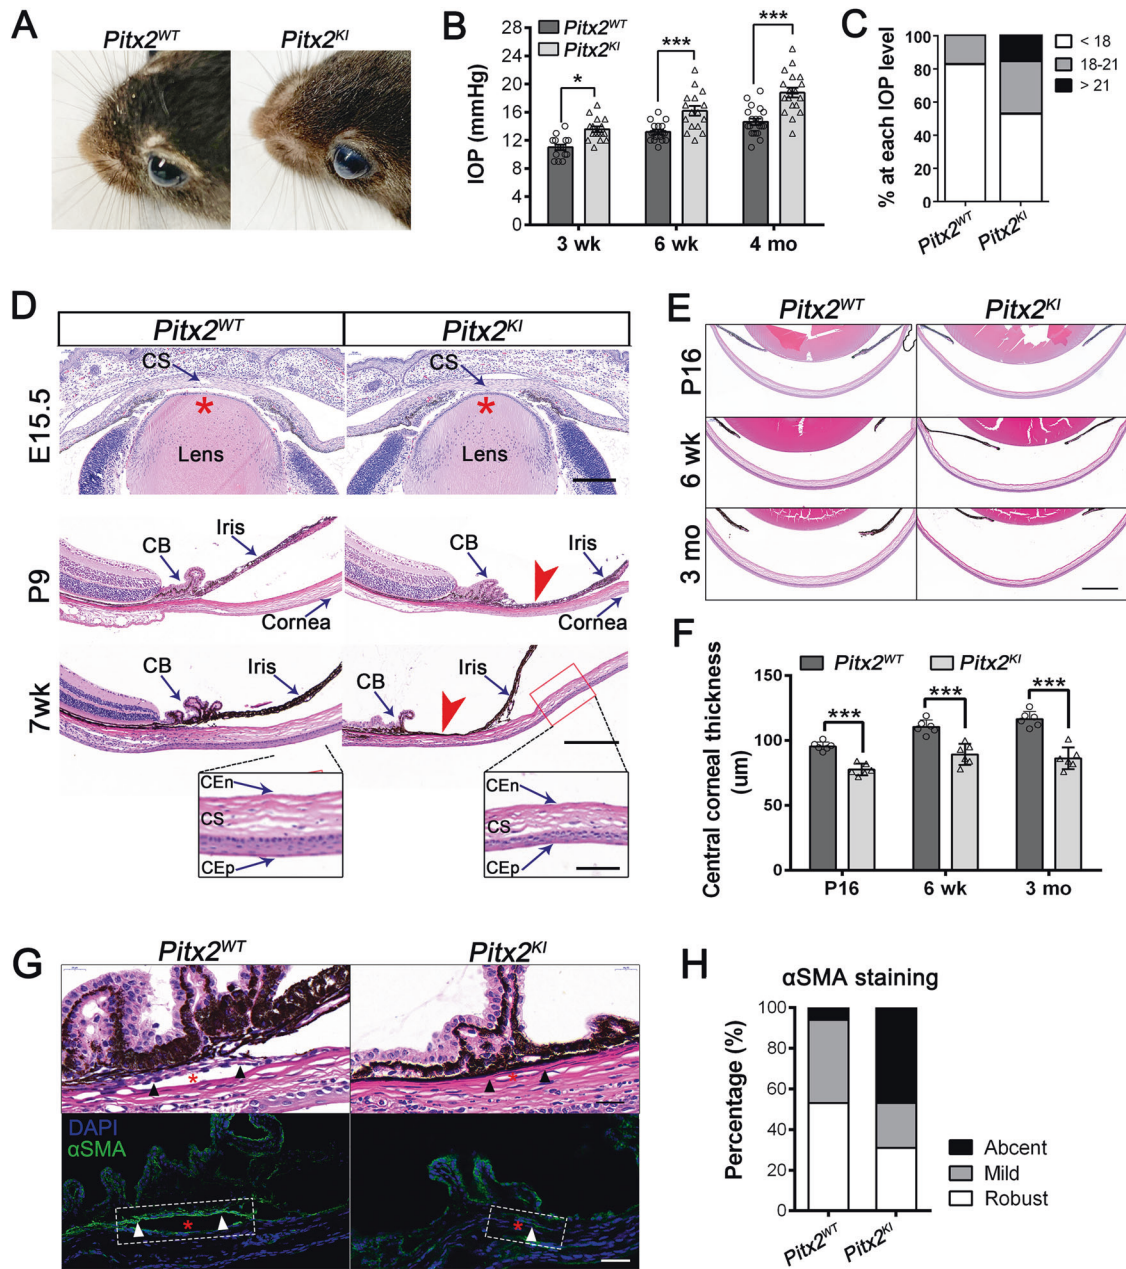 A
Pitx2WT
Pitx2KI
B
IOP (mmHg)
28
24
20
16
12
8
4
0
Pitx2WT
Pitx2KI
*
***
***
3 wk
6 wk
4 mo
C
% at each IOP level
100
80
60
40
20
0
< 18
18-21
> 21
Pitx2WT
Pitx2KI
D
Pitx2WT
Pitx2KI
E15.5
CS
CS
*
*
Lens
Lens
P9
CB
Iris
Cornea
CB
Iris
Cornea
7wk
CB
Iris
CB
Iris
CEn
CS
CEp
CEn
CS
CEp
E
Pitx2WT
Pitx2KI
P16
6 wk
3 mo
F
Central corneal thickness
(um)
Pitx2WT
Pitx2KI
150
100
50
0
***
***
***
P16
6 wk
3 mo
G
Pitx2WT
Pitx2KI
*
*
DAPI
αSMA
*
*
H
αSMA staining
Percentage (%)
100
80
60
40
20
0
Abcent
Mild
Robust
Pitx2WT
Pitx2KI